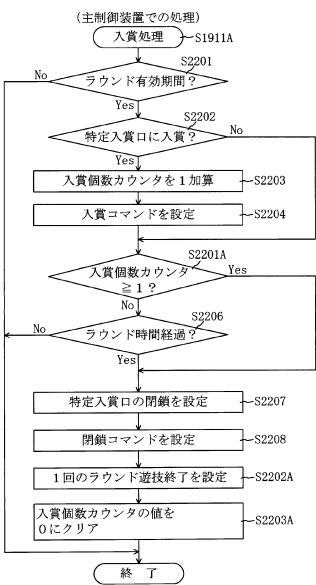 (主制御装置での処理)
入賞処理
S1911A
S2201
No
ラウンド有効期間?
Yes
S2202
特定入賞口に入賞?
No
Yes
入賞個数カウンタを1加算
S2203
入賞コマンドを設定
S2204
S2201A
入賞個数カウンタ
≧1?
Yes
No
S2206
No
ラウンド時間経過?
Yes
特定入賞口の閉鎖を設定
S2207
閉鎖コマンドを設定
S2208
1回のラウンド遊技終了を設定
S2202A
入賞個数カウンタの値を
0にクリア
S2203A
終 了